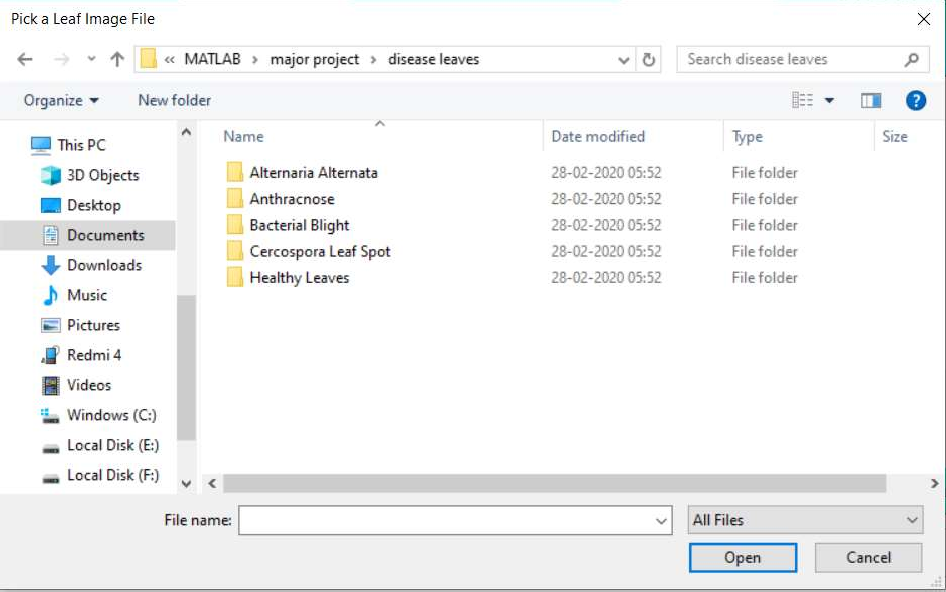 Pick a Leaf Image File
« MATLAB > major project > disease leaves
Search disease leaves
Organize
New folder
?
Name
Date modified
Type
Size
This PC
3D Objects
Desktop
Documents
Downloads
Music
Pictures
Redmi 4
Videos
Windows (C:)
Local Disk (E:)
Local Disk (F:)
Alternaria Alternata 28-02-2020 05:52 File folder
Anthracnose 28-02-2020 05:52 File folder
Bacterial Blight 28-02-2020 05:52 File folder
Cercospora Leaf Spot 28-02-2020 05:52 File folder
Healthy Leaves 28-02-2020 05:52 File folder
File name:
All Files
Open
Cancel